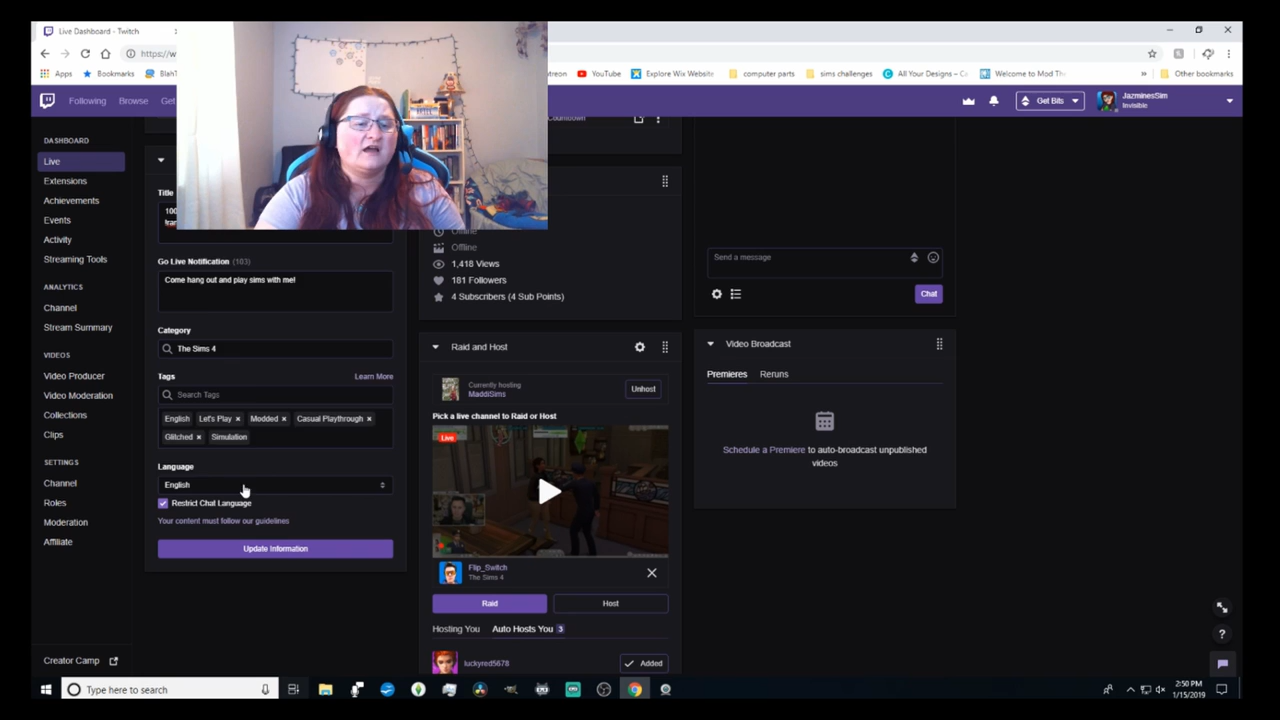 Live Dashboard - Twitch
https://w
Apps
Bookmarks
YouTube
Explore Wix Website
computer parts
sims challenges
Other bookmarks
Following
Browse
Get Bits
JazminesSim
Invisible
DASHBOARD
Live
Extensions
Achievements
Events
Activity
Streaming Tools
ANALYTICS
Channel
Stream Summary
VIDEOS
Video Producer
Video Moderation
Collections
Clips
SETTINGS
Channel
Roles
Moderation
Affiliate
Creator Camp
Title
Go Live Notification (103)
Come hang out and play sims with me!
Category
The Sims 4
Tags
Learn More
Search Tags
English
Let's Play
Modded
Casual Playthrough
Glitched
Simulation
Language
English
Restrict Chat Language
Your content must follow our guidelines
Update Information
Countdown
Offline
Offline
1,418 Views
181 Followers
4 Subscribers (4 Sub Points)
Raid and Host
Currently hosting
MaddiSims
Unhost
Pick a live channel to Raid or Host
Live
Flip_Switch
The Sims 4
Raid
Host
Hosting You
Auto Hosts You 3
luckyred5678
Added
Send a message
Chat
Video Broadcast
Premieres
Reruns
Schedule a Premiere to auto-broadcast unpublished
videos
?
Type here to search
2:50 PM
1/15/2019